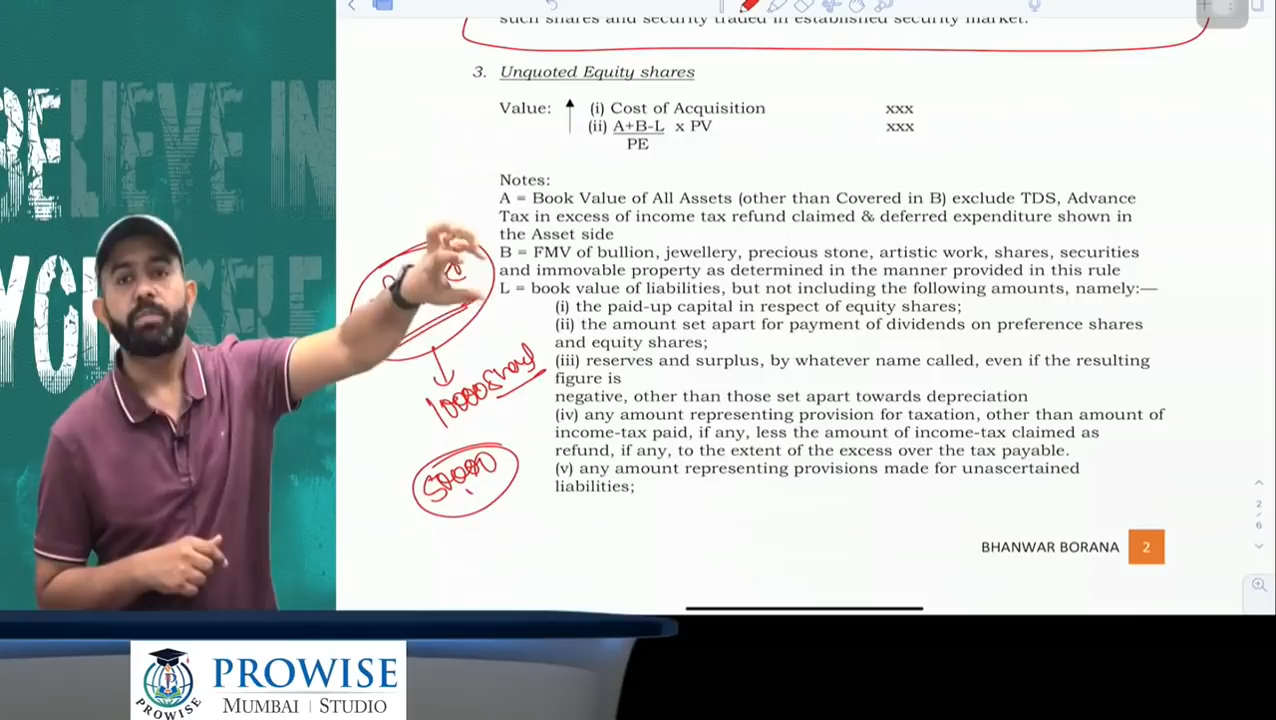 BELIEVE IN
YO
such shares and security traded in established security market.
3. Unquoted Equity shares
Value: (i) Cost of Acquisition xxx
(ii) A+B-L x PV xxx
PE
Notes:
A = Book Value of All Assets (other than Covered in B) exclude TDS, Advance
Tax in excess of income tax refund claimed & deferred expenditure shown in
the Asset side
B = FMV of bullion, jewellery, precious stone, artistic work, shares, securities
and immovable property as determined in the manner provided in this rule
L = book value of liabilities, but not including the following amounts, namely:—
(i) the paid-up capital in respect of equity shares;
(ii) the amount set apart for payment of dividends on preference shares
and equity shares;
(iii) reserves and surplus, by whatever name called, even if the resulting
figure is
negative, other than those set apart towards depreciation
(iv) any amount representing provision for taxation, other than amount of
income-tax paid, if any, less the amount of income-tax claimed as
refund, if any, to the extent of the excess over the tax payable.
(v) any amount representing provisions made for unascertained
liabilities;
BHANWAR BORANA 2
2
/
6
PROWISE
MUMBAI | STUDIO
PROWISE